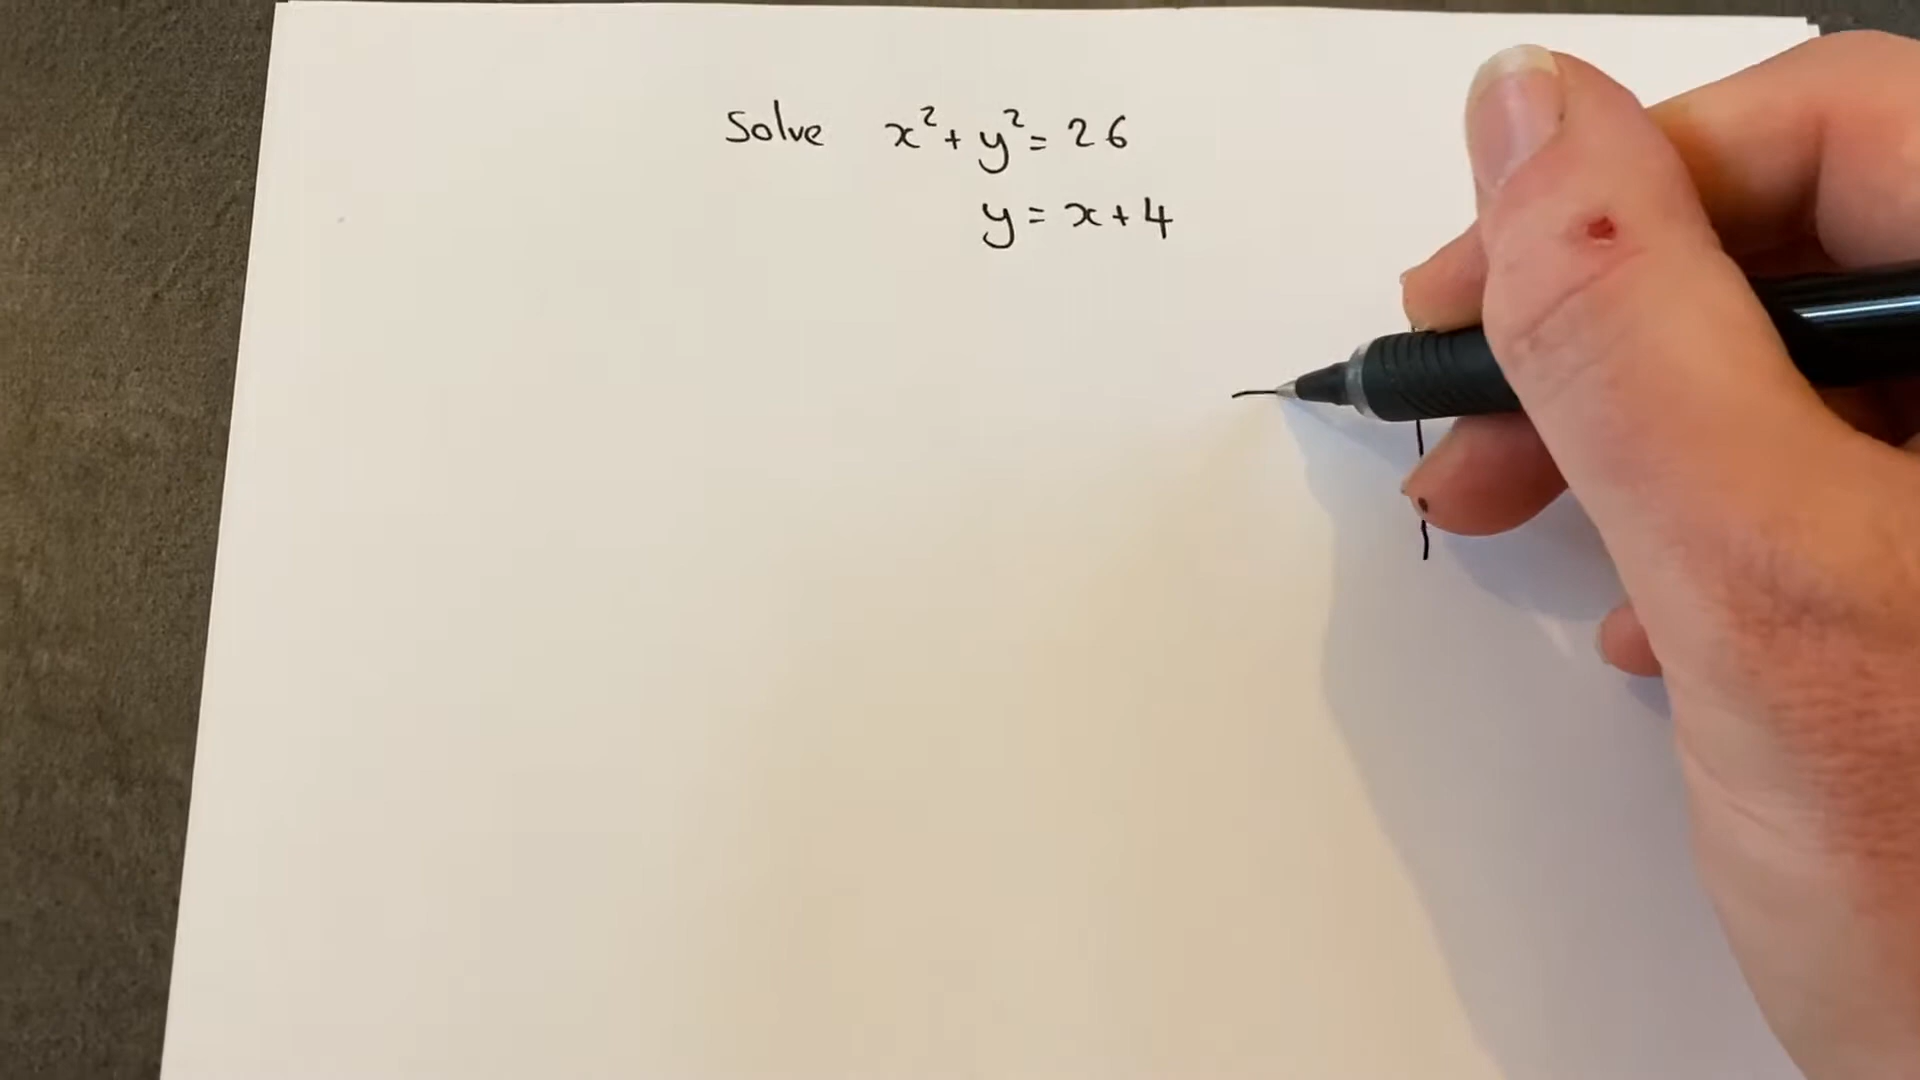 Solve x² + y² = 26
y = x + 4